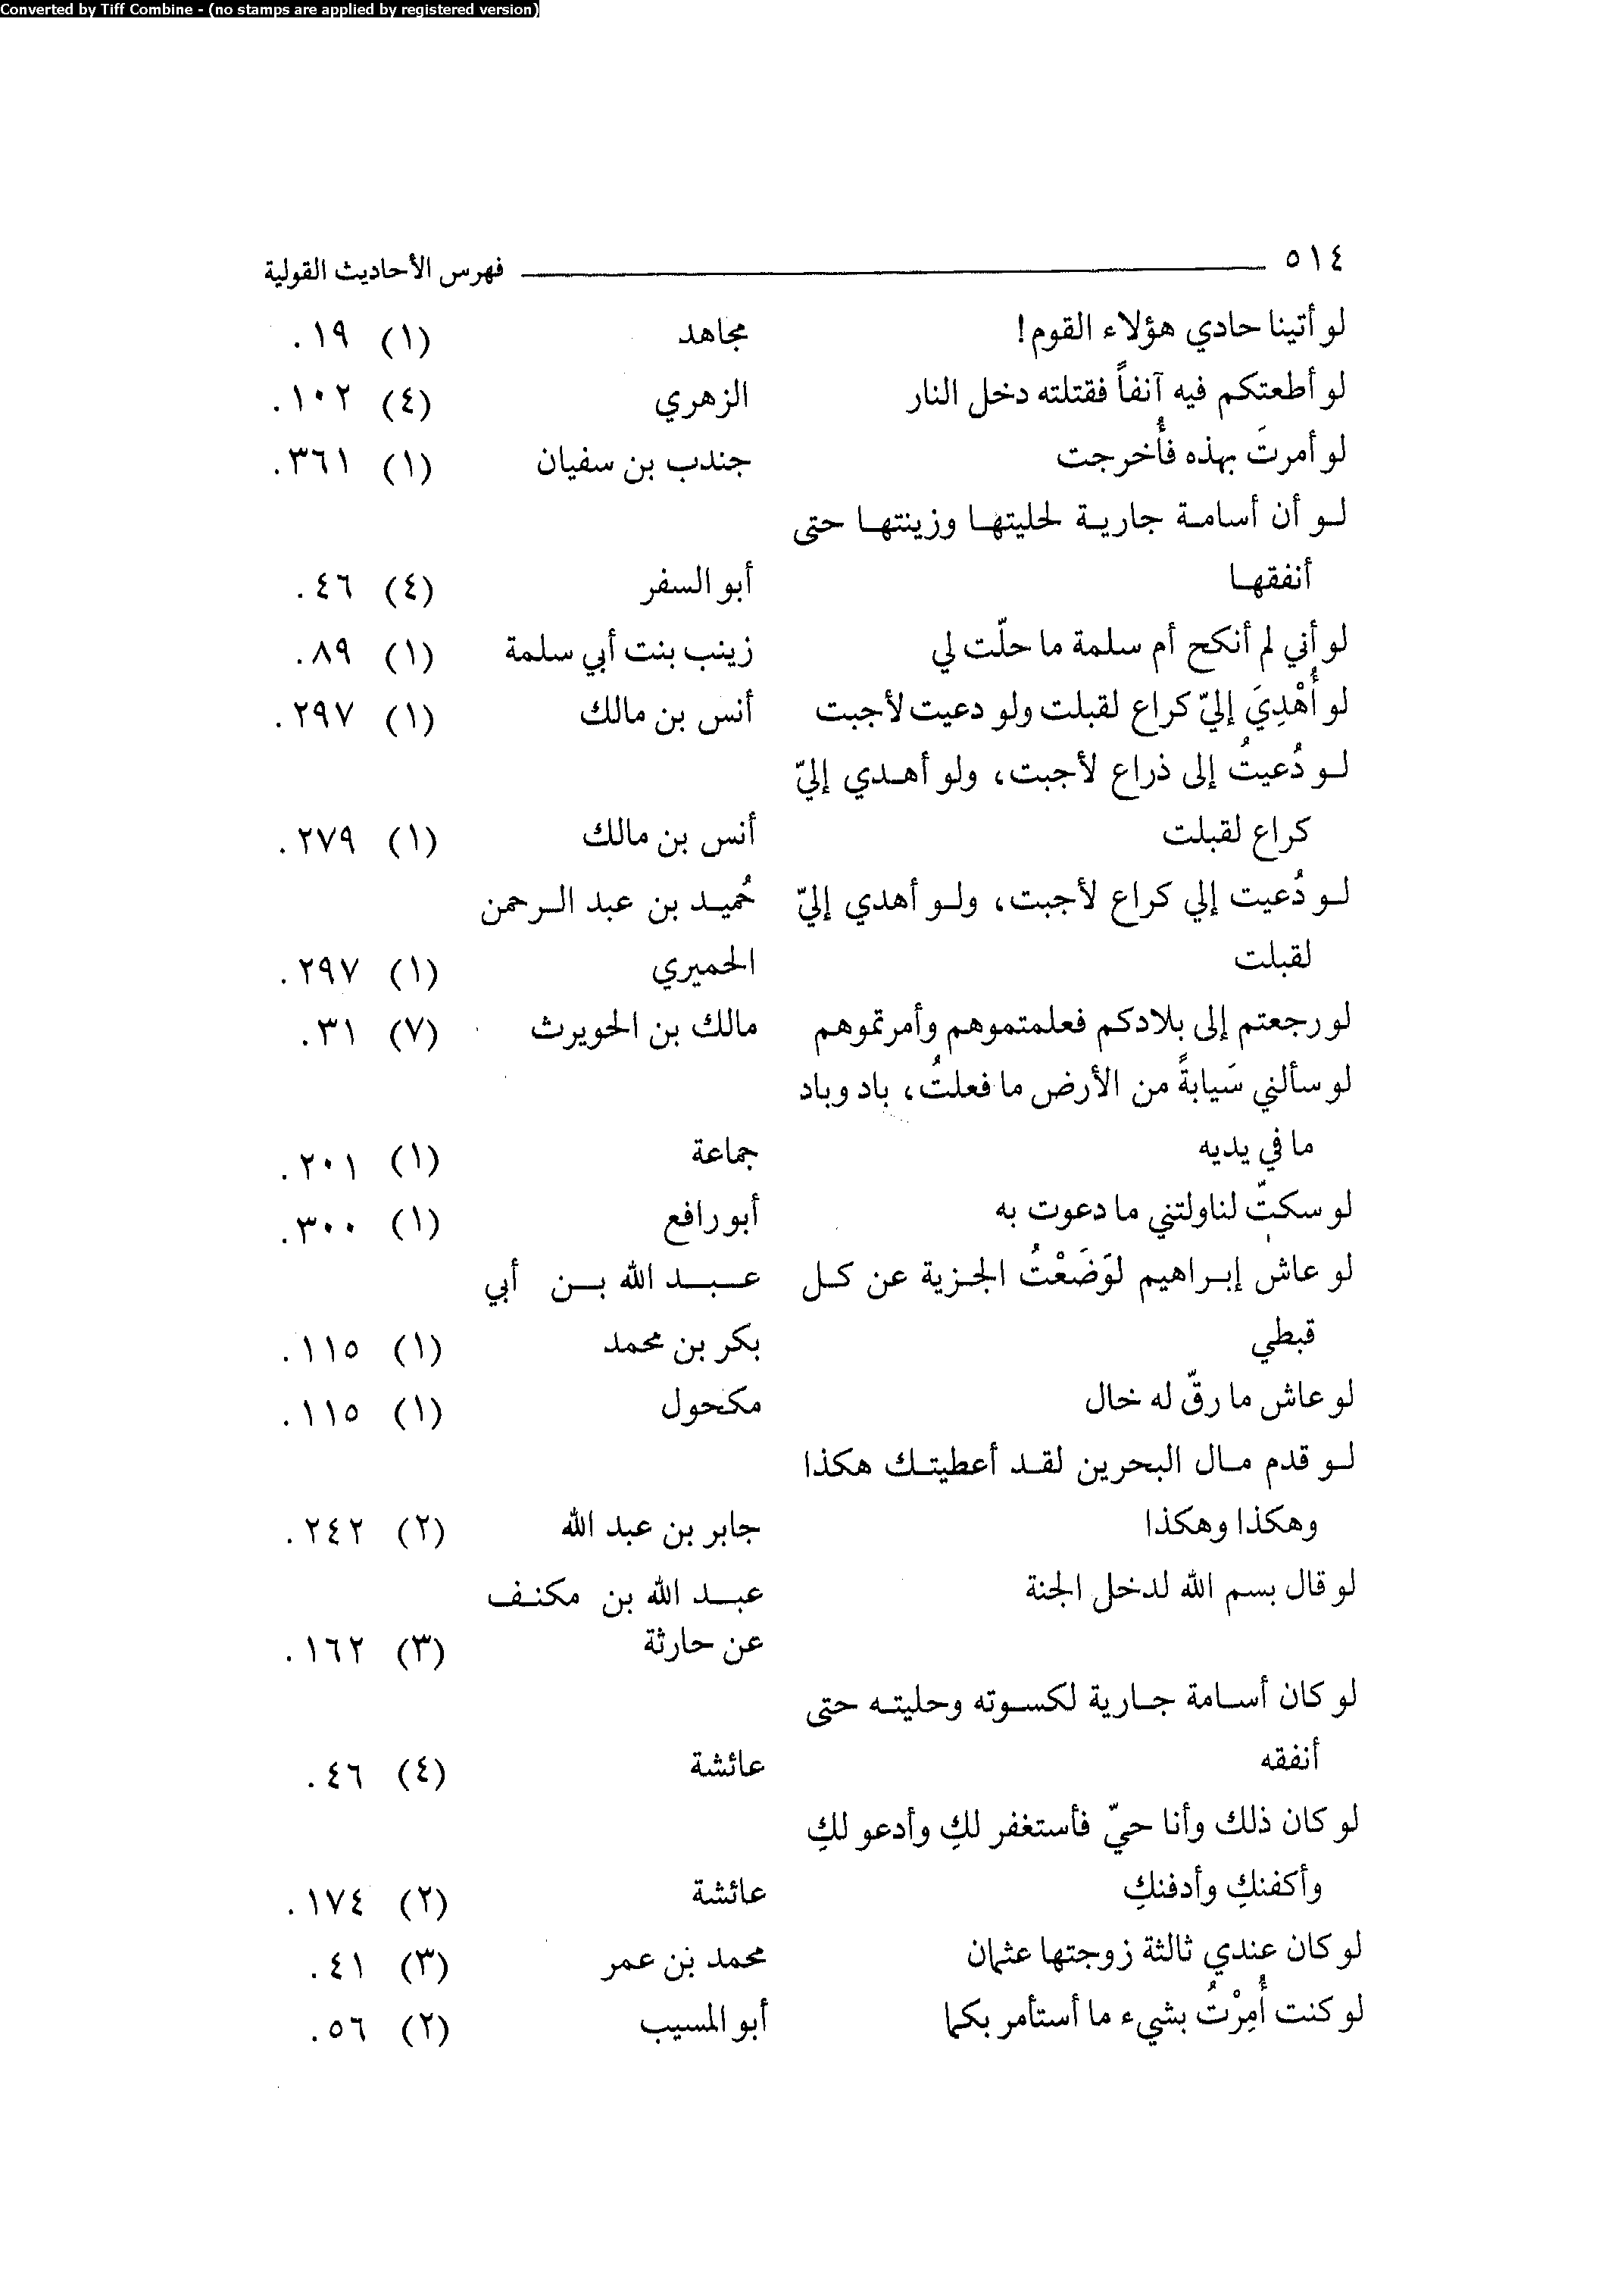 Converted by Tiff Combine - (no stamps are applied by registered version)
٥١٤ فهرس الأحاديث القولية
لو أتينا حادي هؤلاء القوم! مجاهد (١) ١٩ .
لو أطعتكم فيه آنفاً فقتلته دخل النار الزهري (٤) ١٠٢ .
لو أمرتَ بهذه فأُخرجت جندب بن سفيان (١) ٣٦١ .
لو أن أسامة جارية لحليتها وزينتها حتى
أنفقها أبو السفر (٤) ٤٦ .
لو أني لم أنكح أم سلمة ما حلّت لي زينب بنت أبي سلمة (١) ٨٩ .
لو أُهْدِيَ إليّ كراع لقبلت ولو دعيت لأجبت أنس بن مالك (١) ٢٩٧ .
لو دُعيتُ إلى ذراع لأجبت، ولو أهدي إليّ
كراع لقبلت أنس بن مالك (١) ٢٧٩ .
لو دُعيت إلي كراع لأجبت، ولو أهدي إليّ حُميد بن عبد الرحمن
لقبلت الحميري (١) ٢٩٧ .
لو رجعتم إلى بلادكم فعلمتموهم وأمرتموهم مالك بن الحويرث (٧) ٣١ .
لو سألني سَيابةً من الأرض ما فعلتُ، باد وباد
ما في يديه جماعة (١) ٢٠١ .
لو سكتّ لناولتني ما دعوت به أبو رافع (١) ٣٠٠ .
لو عاش إبراهيم لوَضَعْتُ الجزية عن كل عبد الله بن أبي
قبطي بكر بن محمد (١) ١١٥ .
لو عاش ما رقّ له خال مكحول (١) ١١٥ .
لو قدم مال البحرين لقد أعطيتك هكذا
وهكذا وهكذا جابر بن عبد الله (٢) ٢٤٢ .
لو قال بسم الله لدخل الجنة عبد الله بن مكنف
عن حارثة (٣) ١٦٢ .
لو كان أسامة جارية لكسوته وحليته حتى
أنفقه عائشة (٤) ٤٦ .
لو كان ذلك وأنا حيّ فأستغفر لكِ وأدعو لكِ
وأكفنكِ وأدفنكِ عائشة (٢) ١٧٤ .
لو كان عندي ثالثة زوجتها عثمان محمد بن عمر (٣) ٤١ .
لو كنت أُمِرْتُ بشيء ما أستأمر بكما أبو المسيب (٢) ٥٦ .